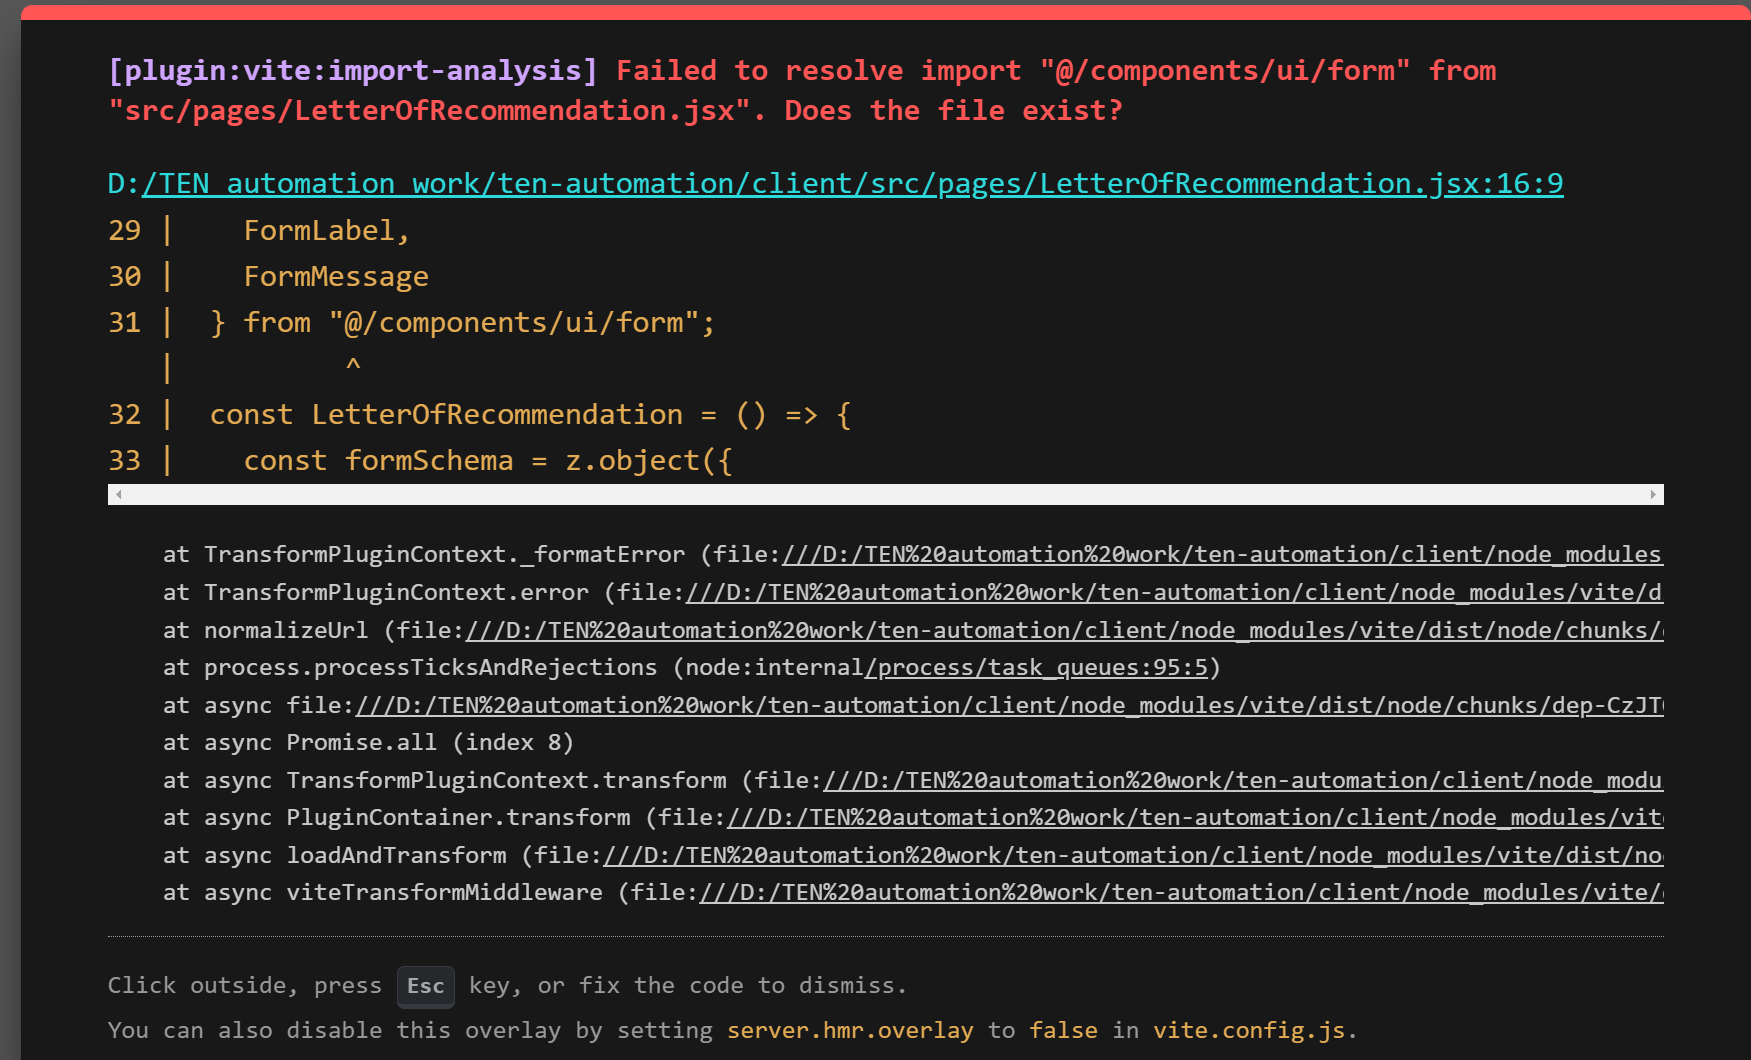 [plugin:vite:import-analysis] Failed to resolve import "@/components/ui/form" from
"src/pages/LetterOfRecommendation.jsx". Does the file exist?
D:/TEN automation work/ten-automation/client/src/pages/LetterOfRecommendation.jsx:16:9
29 |    FormLabel,
30 |    FormMessage
31 |  } from "@/components/ui/form";
   |          ^
32 |  const LetterOfRecommendation = () => {
33 |    const formSchema = z.object({
at TransformPluginContext._formatError (file:///D:/TEN%20automation%20work/ten-automation/client/node_modules
at TransformPluginContext.error (file:///D:/TEN%20automation%20work/ten-automation/client/node_modules/vite/d
at normalizeUrl (file:///D:/TEN%20automation%20work/ten-automation/client/node_modules/vite/dist/node/chunks/
at process.processTicksAndRejections (node:internal/process/task_queues:95:5)
at async file:///D:/TEN%20automation%20work/ten-automation/client/node_modules/vite/dist/node/chunks/dep-CzJT
at async Promise.all (index 8)
at async TransformPluginContext.transform (file:///D:/TEN%20automation%20work/ten-automation/client/node_modu
at async PluginContainer.transform (file:///D:/TEN%20automation%20work/ten-automation/client/node_modules/vit
at async loadAndTransform (file:///D:/TEN%20automation%20work/ten-automation/client/node_modules/vite/dist/no
at async viteTransformMiddleware (file:///D:/TEN%20automation%20work/ten-automation/client/node_modules/vite/
Click outside, press Esc key, or fix the code to dismiss.
You can also disable this overlay by setting server.hmr.overlay to false in vite.config.js.